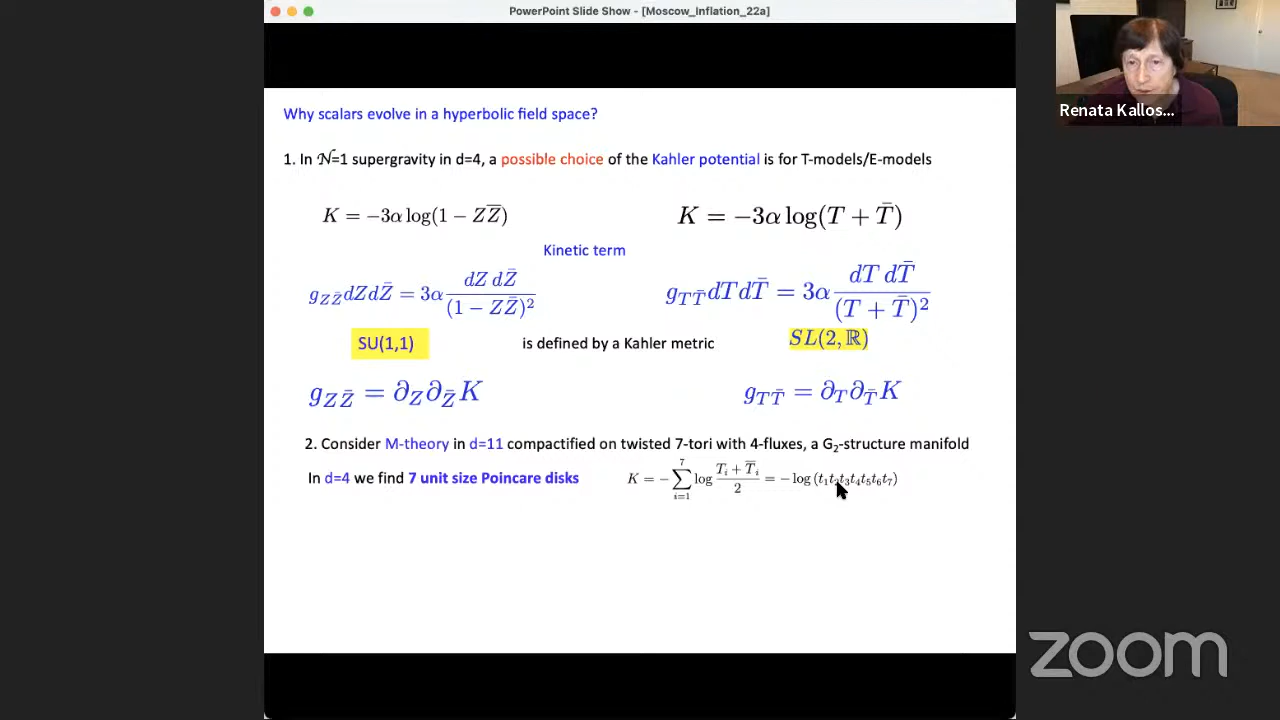 PowerPoint Slide Show - [Moscow_Inflation_22a]
Renata Kallos...
Why scalars evolve in a hyperbolic field space?
1. In 𝒩=1 supergravity in d=4, a possible choice of the Kahler potential is for T-models/E-models
K = −3α log(1 − ZZ̅)
K = −3α log(T + T̄)
Kinetic term
g_{ZZ̄}dZdZ̄ = 3α dZ dZ̄ / (1 − ZZ̄)²
g_{TT̄}dTdT̄ = 3α dT dT̄ / (T + T̄)²
SU(1,1)
is defined by a Kahler metric
SL(2,ℝ)
g_{ZZ̄} = ∂_Z∂_{Z̄}K
g_{TT̄} = ∂_T∂_{T̄}K
2. Consider M-theory in d=11 compactified on twisted 7-tori with 4-fluxes, a G₂-structure manifold
In d=4 we find 7 unit size Poincare disks
K = −∑_{i=1}^{7} log (T_i + T̅_i)/2 = − log (t₁t₂t₃t₄t₅t₆t₇)
zoom